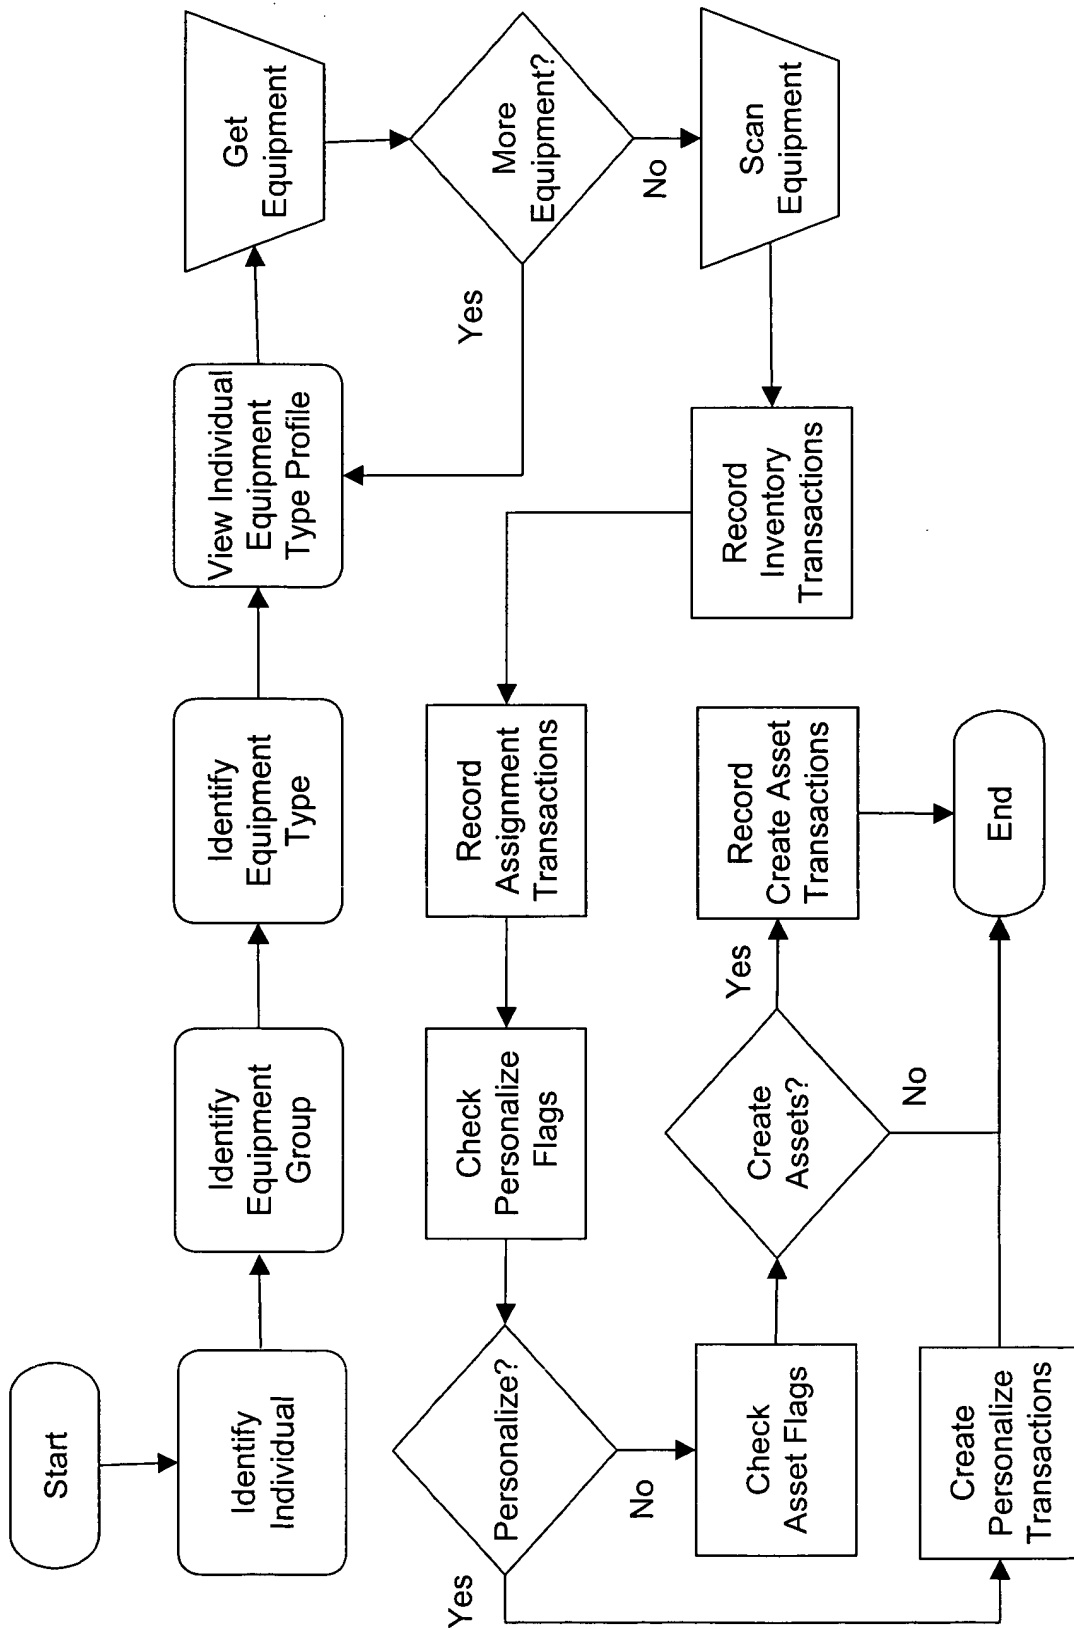 Start
Identify
Individual
Identify
Equipment
Group
Identify
Equipment
Type
View Individual
Equipment
Type Profile
Get
Equipment
More
Equipment?
Yes
No
Scan
Equipment
Record
Inventory
Transactions
Record
Assignment
Transactions
Check
Personalize
Flags
Personalize?
Yes
No
Check
Asset Flags
Create
Assets?
Yes
No
Record
Create Asset
Transactions
Create
Personalize
Transactions
End